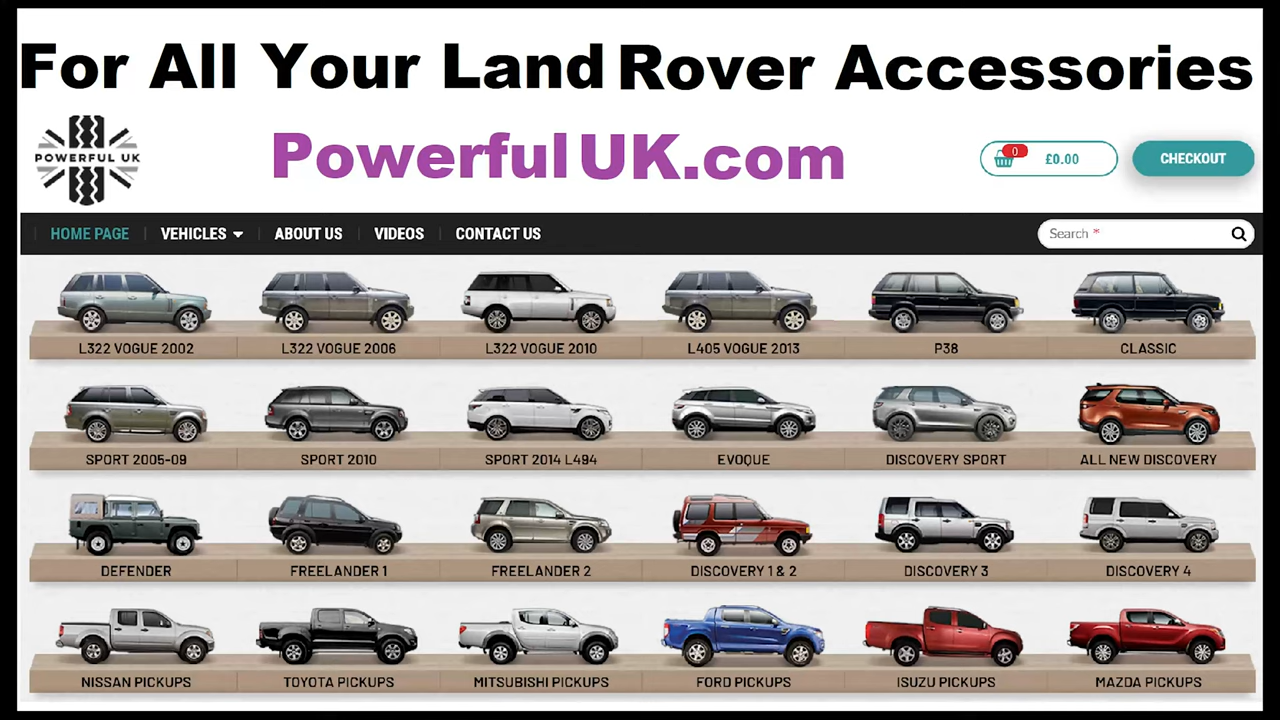 For All Your Land Rover Accessories
POWERFUL UK
PowerfulUK.com
0
£0.00
CHECKOUT
HOME PAGE VEHICLES ABOUT US VIDEOS CONTACT US Search *
L322 VOGUE 2002 L322 VOGUE 2006 L322 VOGUE 2010 L405 VOGUE 2013 P38 CLASSIC
SPORT 2005-09 SPORT 2010 SPORT 2014 L494 EVOQUE DISCOVERY SPORT ALL NEW DISCOVERY
DEFENDER FREELANDER 1 FREELANDER 2 DISCOVERY 1 & 2 DISCOVERY 3 DISCOVERY 4
NISSAN PICKUPS TOYOTA PICKUPS MITSUBISHI PICKUPS FORD PICKUPS ISUZU PICKUPS MAZDA PICKUPS